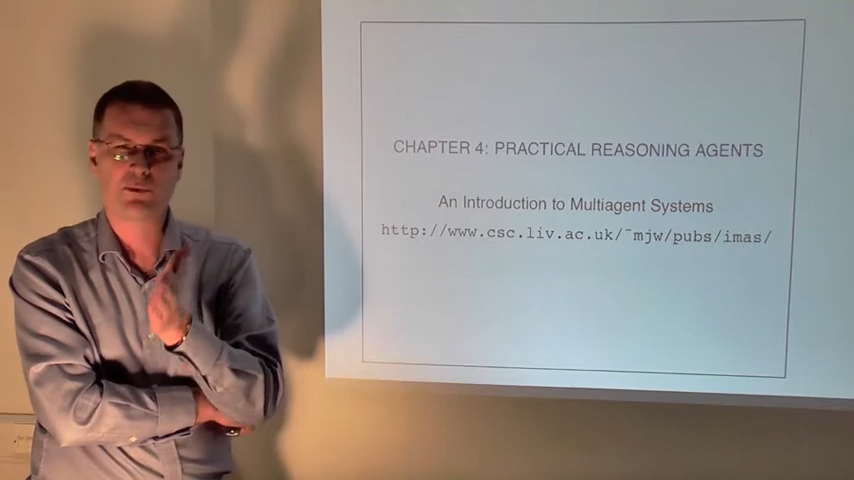 CHAPTER 4: PRACTICAL REASONING AGENTS
An Introduction to Multiagent Systems
http://www.csc.liv.ac.uk/˜mjw/pubs/imas/